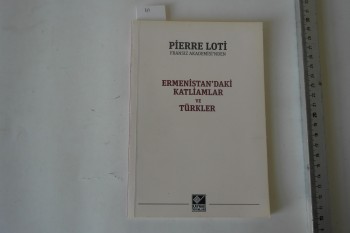 PİERRE LOTİ
FRANSIZ AKADEMİSİ'NDEN
ERMENİSTAN'DAKİ
KATLİAMLAR
VE
TÜRKLER